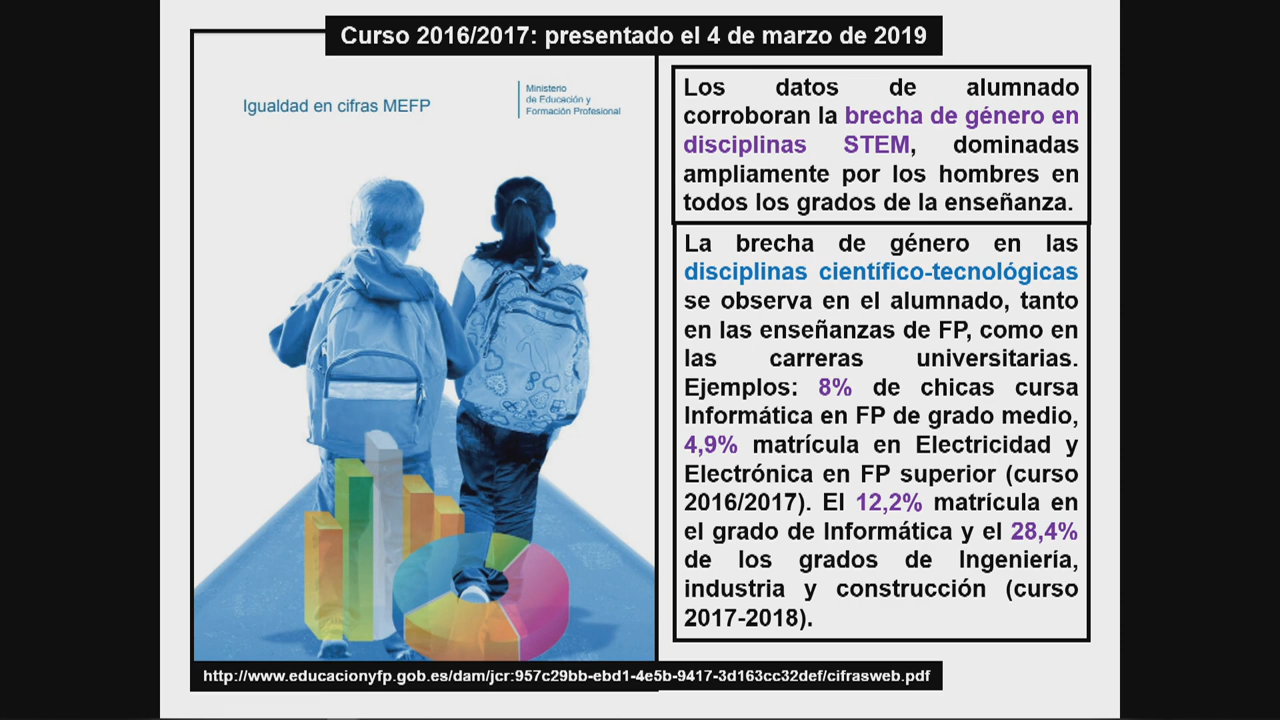 Curso 2016/2017: presentado el 4 de marzo de 2019
Igualdad en cifras MEFP
Ministerio
de Educación y
Formación Profesional
Los datos de alumnado
corroboran la brecha de género en
disciplinas STEM, dominadas
ampliamente por los hombres en
todos los grados de la enseñanza.
La brecha de género en las
disciplinas científico-tecnológicas
se observa en el alumnado, tanto
en las enseñanzas de FP, como en
las carreras universitarias.
Ejemplos: 8% de chicas cursa
Informática en FP de grado medio,
4,9% matrícula en Electricidad y
Electrónica en FP superior (curso
2016/2017). El 12,2% matrícula en
el grado de Informática y el 28,4%
de los grados de Ingeniería,
industria y construcción (curso
2017-2018).
http://www.educacionyfp.gob.es/dam/jcr:957c29bb-ebd1-4e5b-9417-3d163cc32def/cifrasweb.pdf